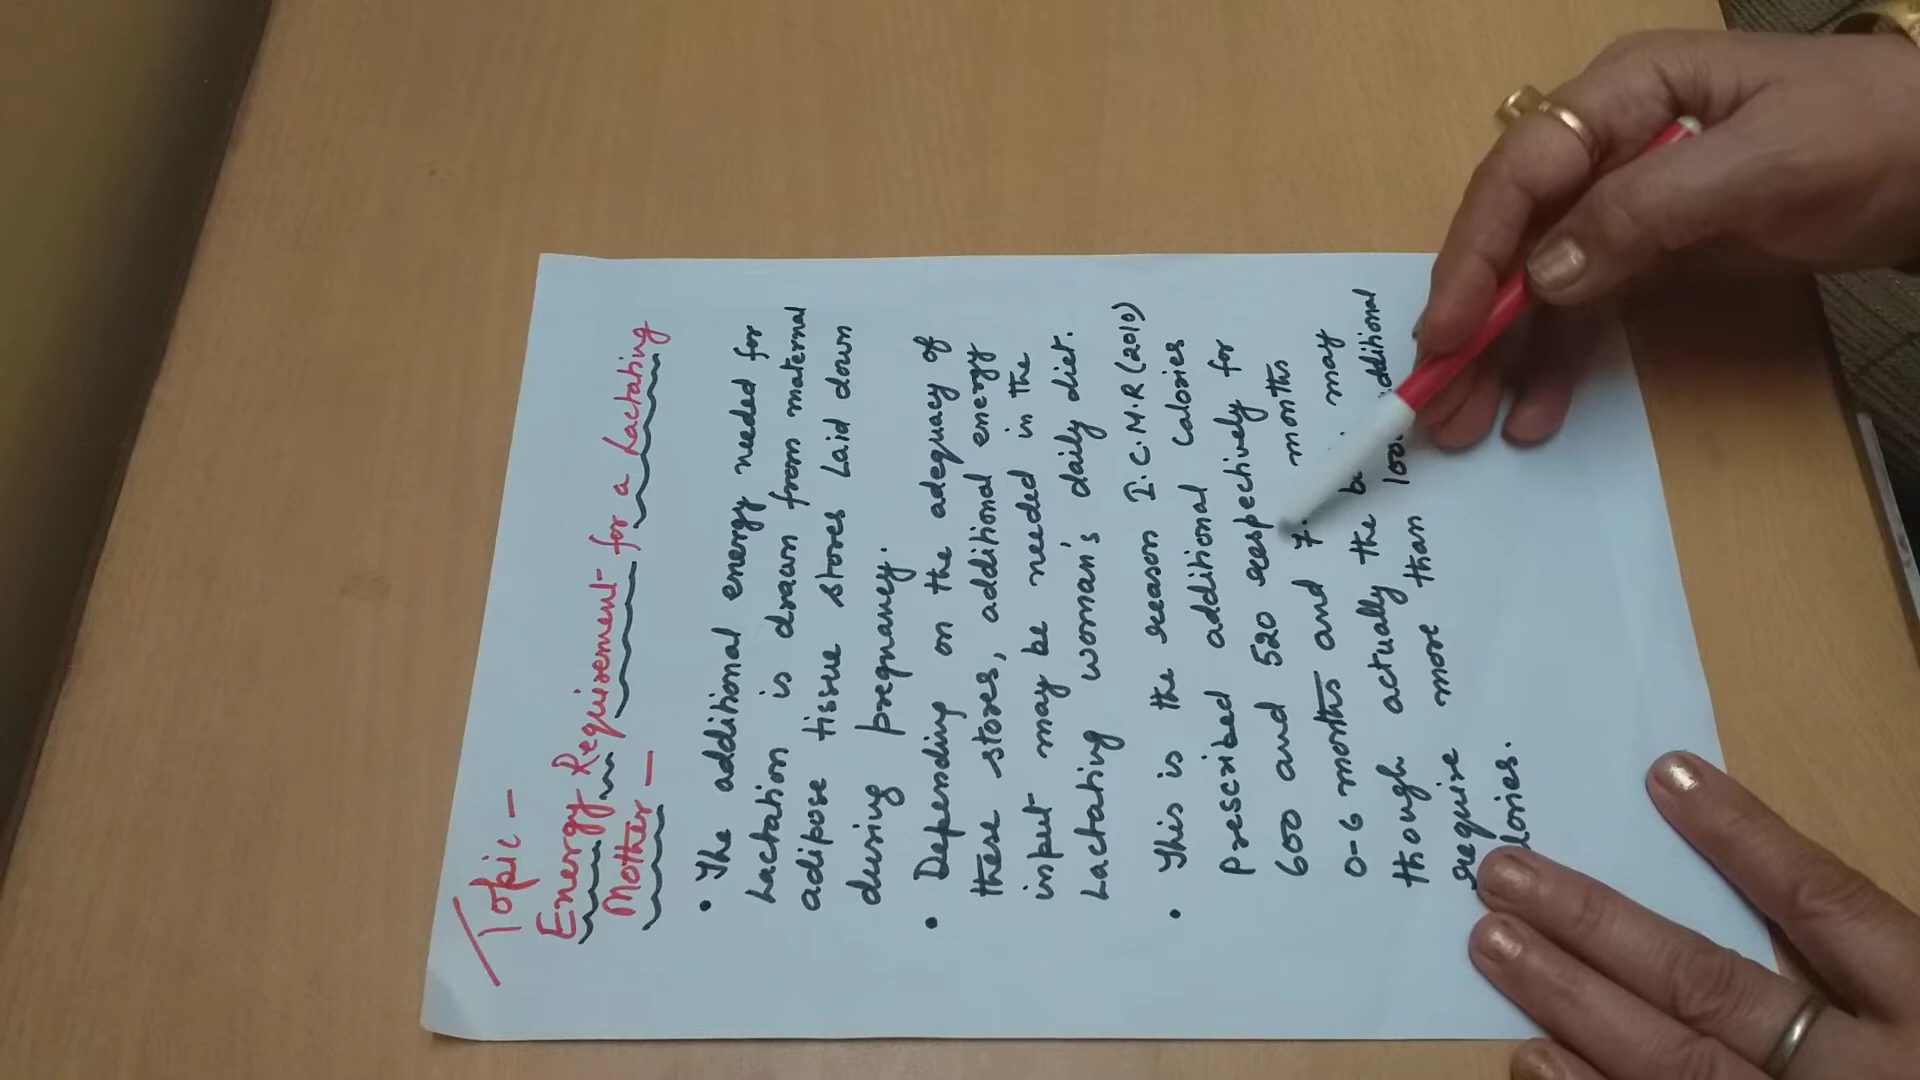 Topic -
Energy Requirement for a Lactating
Mother -
• The additional energy needed for
Lactation is drawn from maternal
adipose tissue stores Laid down
during pregnancy.
• Depending on the adequacy of
these stores, additional energy
input may be needed in the
Lactating woman's daily diet.
• This is the reason I.C.M.R (2010)
Prescribed additional Calories
600 and 520 respectively for
0-6 months and 7. months
though actually the may
require more than